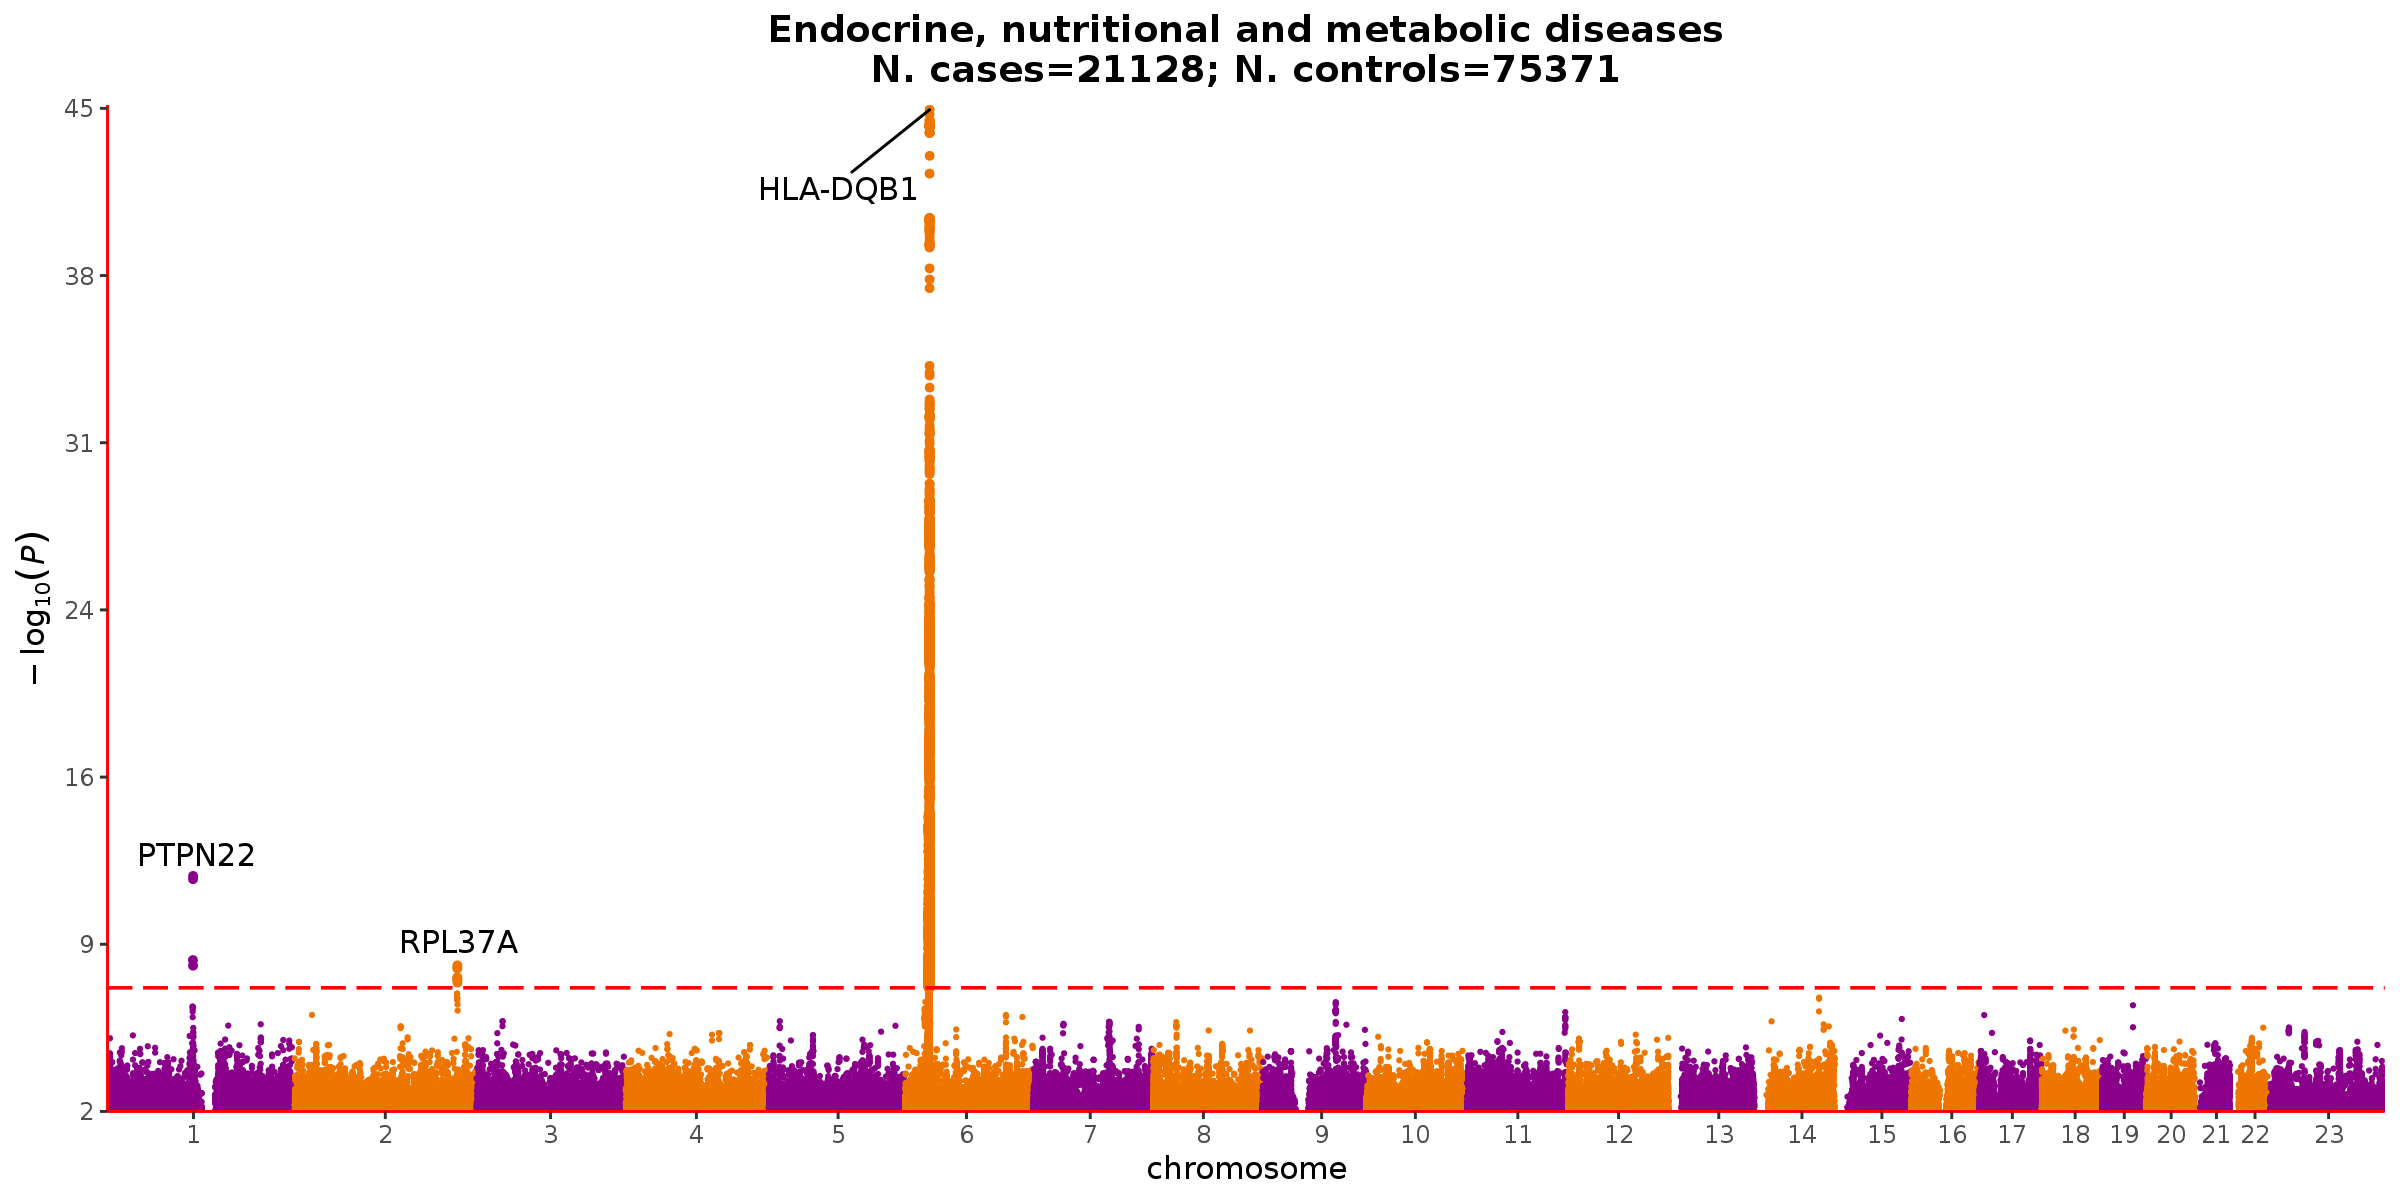 Endocrine, nutritional and metabolic diseases
N. cases=21128; N. controls=75371
45
HLA-DQB1
38
31
24
−log10(P)
16
PTPN22
RPL37A
9
2
1 2 3 4 5 6 7 8 9 10 11 12 13 14 15 16 17 18 19 20 21 22 23
chromosome